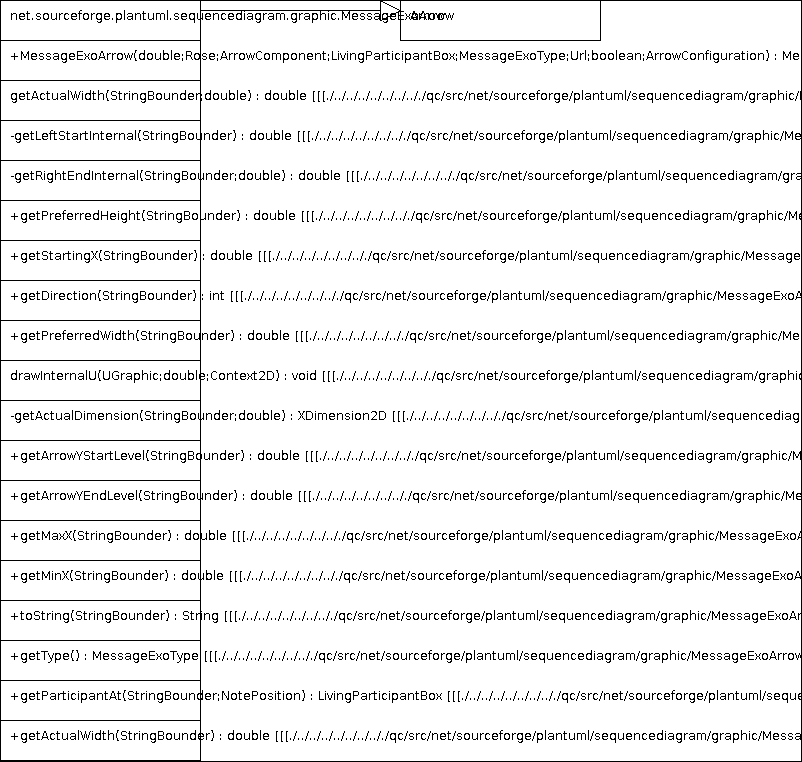 net.sourceforge.plantuml.sequencediagram.graphic.MessageExoArrow
Arrow
+MessageExoArrow(double;Rose;ArrowComponent;LivingParticipantBox;MessageExoType;Url;boolean;ArrowConfiguration) : Me
getActualWidth(StringBounder;double) : double [[[./../../../../../../../../qc/src/net/sourceforge/plantuml/sequencediagram/graphic/
-getLeftStartInternal(StringBounder) : double [[[./../../../../../../../../qc/src/net/sourceforge/plantuml/sequencediagram/graphic/Me
-getRightEndInternal(StringBounder;double) : double [[[./../../../../../../../../qc/src/net/sourceforge/plantuml/sequencediagram/gra
+getPreferredHeight(StringBounder) : double [[[./../../../../../../../../qc/src/net/sourceforge/plantuml/sequencediagram/graphic/Me
+getStartingX(StringBounder) : double [[[./../../../../../../../../qc/src/net/sourceforge/plantuml/sequencediagram/graphic/Message
+getDirection(StringBounder) : int [[[./../../../../../../../../qc/src/net/sourceforge/plantuml/sequencediagram/graphic/MessageExoA
+getPreferredWidth(StringBounder) : double [[[./../../../../../../../../qc/src/net/sourceforge/plantuml/sequencediagram/graphic/Me
drawInternalU(UGraphic;double;Context2D) : void [[[./../../../../../../../../qc/src/net/sourceforge/plantuml/sequencediagram/graphic
-getActualDimension(StringBounder;double) : XDimension2D [[[./../../../../../../../../qc/src/net/sourceforge/plantuml/sequencediag
+getArrowYStartLevel(StringBounder) : double [[[./../../../../../../../../qc/src/net/sourceforge/plantuml/sequencediagram/graphic/M
+getArrowYEndLevel(StringBounder) : double [[[./../../../../../../../../qc/src/net/sourceforge/plantuml/sequencediagram/graphic/Me
+getMaxX(StringBounder) : double [[[./../../../../../../../../qc/src/net/sourceforge/plantuml/sequencediagram/graphic/MessageExoA
+getMinX(StringBounder) : double [[[./../../../../../../../../qc/src/net/sourceforge/plantuml/sequencediagram/graphic/MessageExoA
+toString(StringBounder) : String [[[./../../../../../../../../qc/src/net/sourceforge/plantuml/sequencediagram/graphic/MessageExoAr
+getType() : MessageExoType [[[./../../../../../../../../qc/src/net/sourceforge/plantuml/sequencediagram/graphic/MessageExoArrow
+getParticipantAt(StringBounder;NotePosition) : LivingParticipantBox [[[./../../../../../../../../qc/src/net/sourceforge/plantuml/seque
+getActualWidth(StringBounder) : double [[[./../../../../../../../../qc/src/net/sourceforge/plantuml/sequencediagram/graphic/Messa